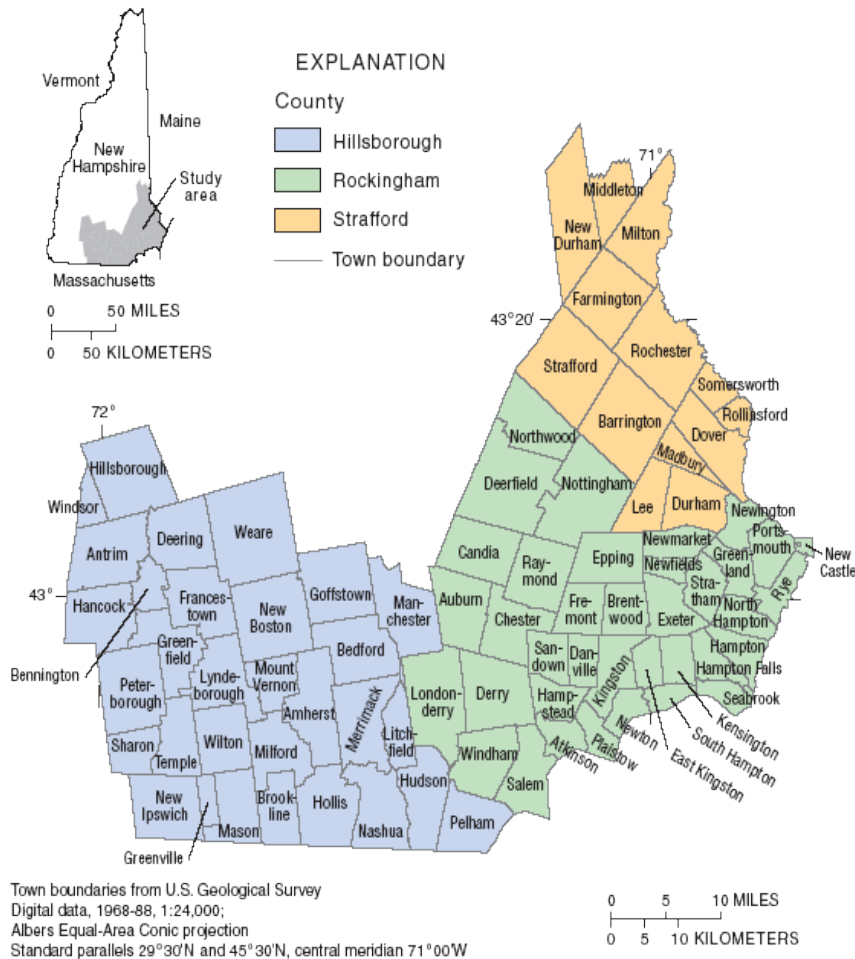 EXPLANATION
County
Hillsborough
Rockingham
Strafford
Town boundary
Vermont
Maine
New
Hampshire
Study
area
Massachusetts
0 50 MILES
0 50 KILOMETERS
71°
Middleton
New
Durham
Milton
Farmington
43°20'
Strafford
Rochester
Somersworth
Rollinsford
Barrington
Dover
Madbury
Lee
Durham
72°
Hillsborough
Windsor
Antrim
Deering
Weare
43°
Hancock
Frances-
town
New
Boston
Goffstown
Man-
chester
Bennington
Green-
field
Bedford
Peter-
borough
Lynde-
borough
Mount
Vernon
Amherst
Merrimack
Litch-
field
Sharon
Temple
Wilton
Milford
Hudson
New
Ipswich
Greenville
Mason
Brook-
line
Hollis
Nashua
Pelham
Northwood
Deerfield
Nottingham
Newington
Ports-
mouth
New
Castle
Candia
Ray-
mond
Epping
Newmarket
Newfields
Green-
land
Rye
Stra-
tham
Auburn
Chester
Fre-
mont
Brent-
wood
Exeter
North
Hampton
Hampton
Hampton Falls
San-
down
Dan-
ville
Kingston
Seabrook
London-
derry
Derry
Hamp-
stead
Newton
Kensington
South Hampton
East Kingston
Plaistow
Atkinson
Windham
Salem
Town boundaries from U.S. Geological Survey
Digital data, 1968-88, 1:24,000;
Albers Equal-Area Conic projection
Standard parallels 29°30'N and 45°30'N, central meridian 71°00'W
0 5 10 MILES
0 5 10 KILOMETERS